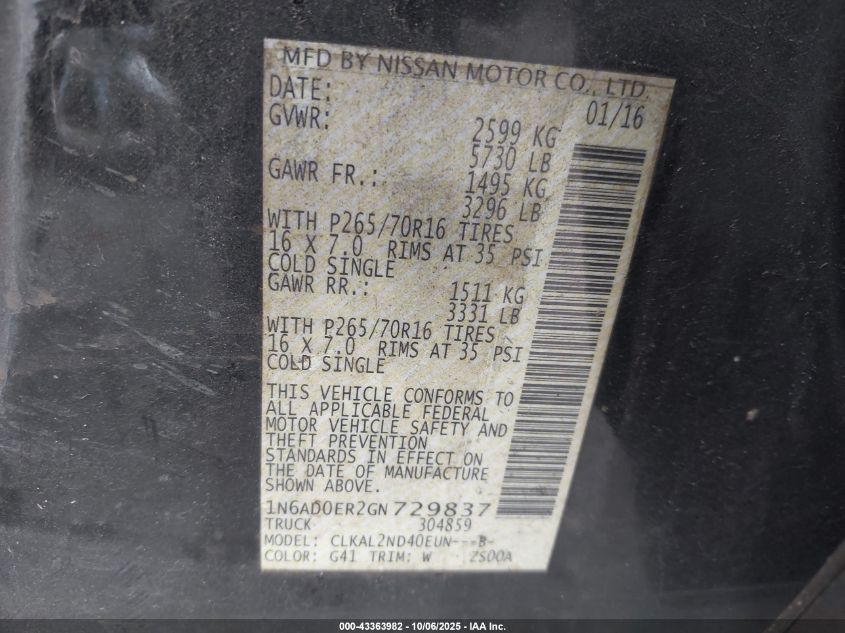 MFD BY NISSAN MOTOR CO., LTD.
DATE: 01/16
GVWR: 2599 KG
5730 LB
GAWR FR.: 1495 KG
3296 LB
WITH P265/70R16 TIRES
16 X 7.0 RIMS AT 35 PSI
COLD SINGLE
GAWR RR.: 1511 KG
3331 LB
WITH P265/70R16 TIRES
16 X 7.0 RIMS AT 35 PSI
COLD SINGLE
THIS VEHICLE CONFORMS TO
ALL APPLICABLE FEDERAL
MOTOR VEHICLE SAFETY AND
THEFT PREVENTION
STANDARDS IN EFFECT ON
THE DATE OF MANUFACTURE
SHOWN ABOVE.
1N6AD0ER2GN729837
TRUCK 304859
MODEL: CLKAL2ND40EUN---B-
COLOR: G41 TRIM: W 2S00A
000-43363982 - 10/06/2025 - IAA Inc.